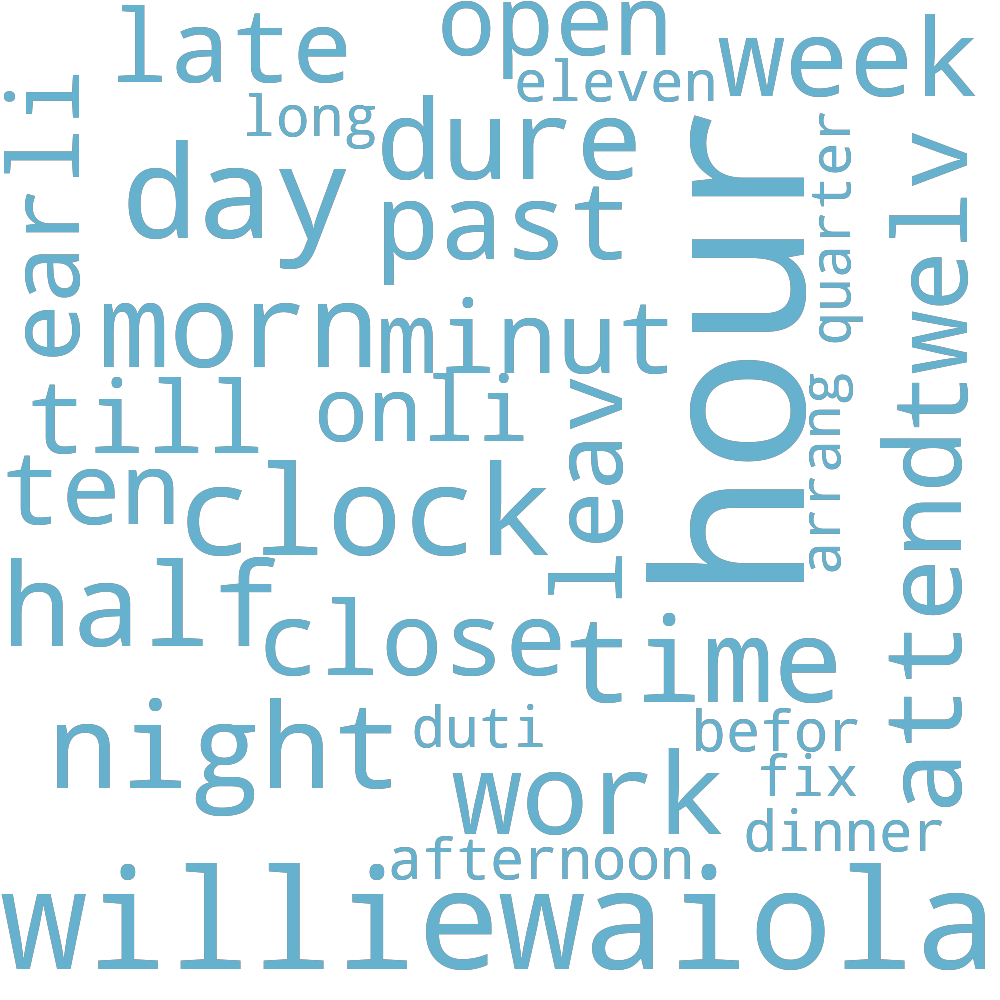 late
open
week
eleven
long
dure
earli
day
past
hour
quarter
twelv
morn
minut
till
onli
leav
arrang
ten
clock
attend
half
close
time
night
duti
befor
work
fix
dinner
afternoon
williewaiola